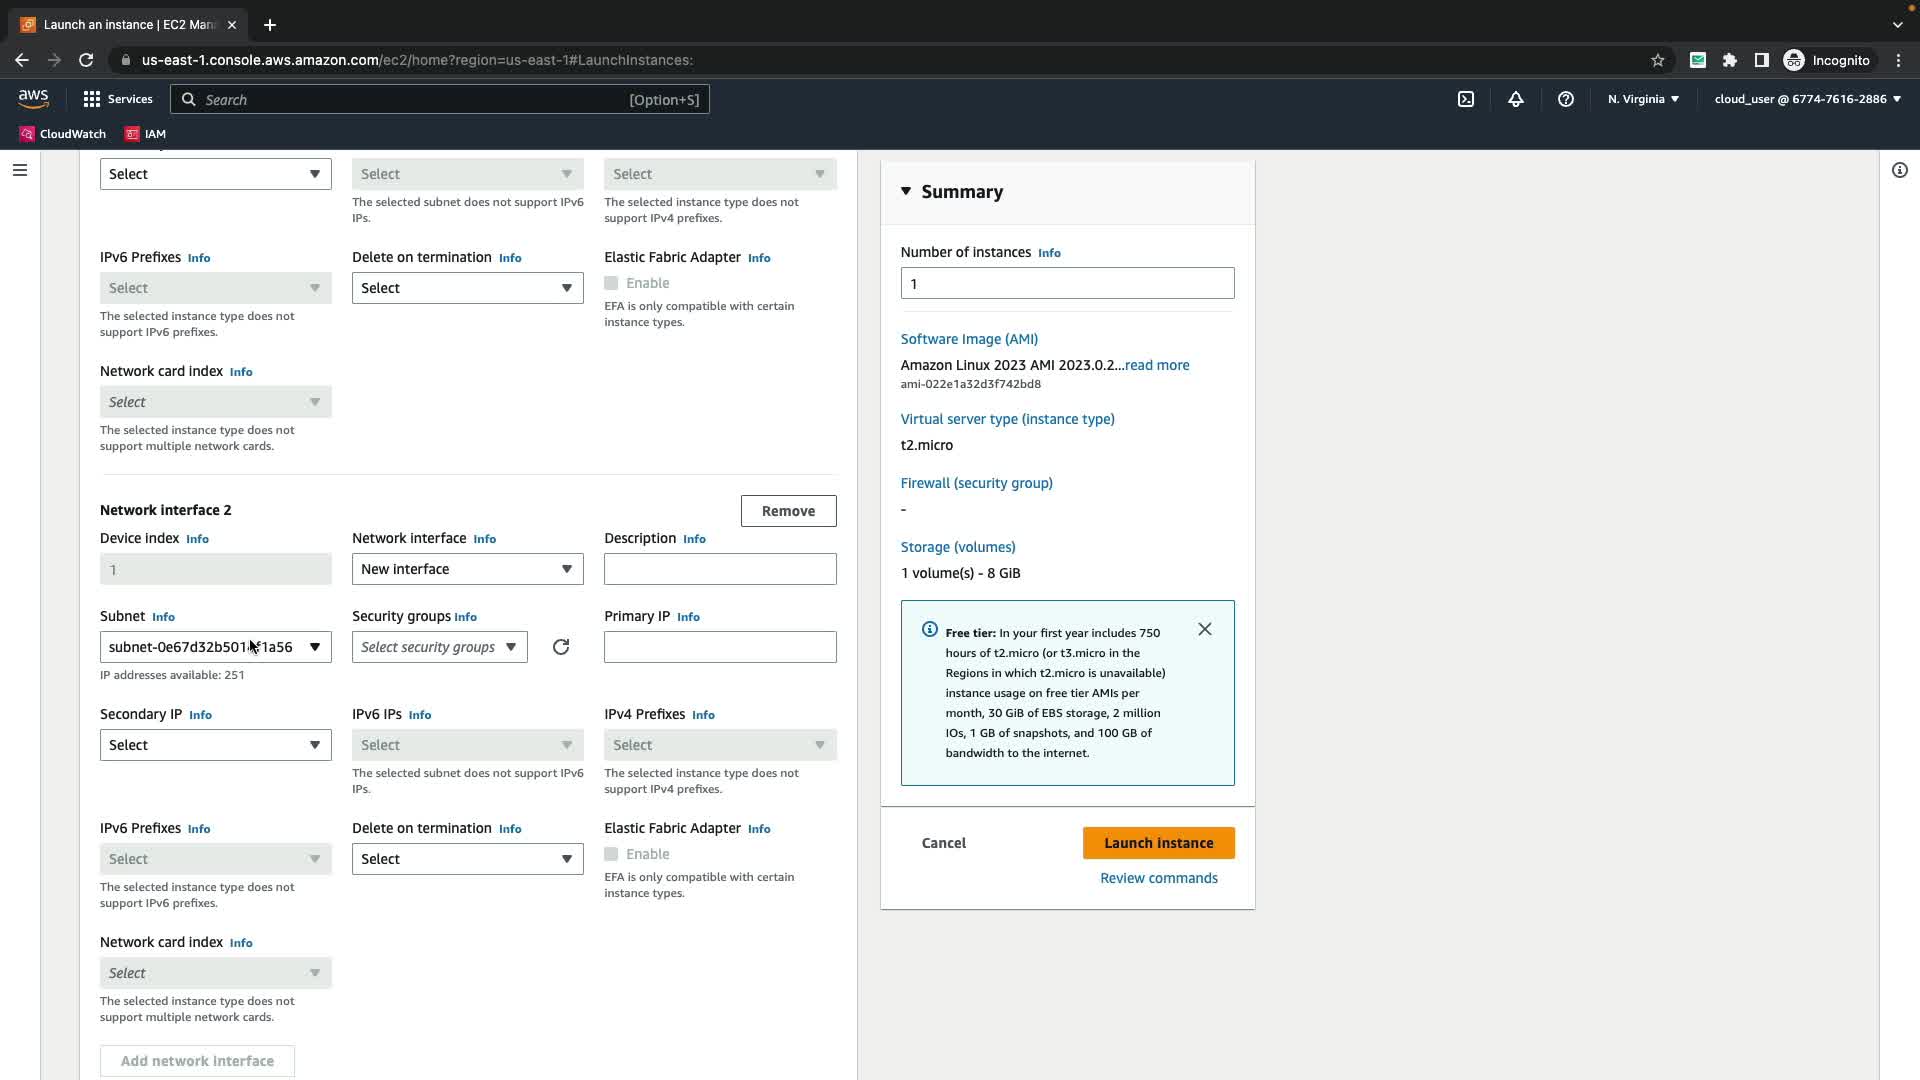 Launch an instance | EC2 Man
us-east-1.console.aws.amazon.com/ec2/home?region=us-east-1#LaunchInstances:
Incognito
aws
Services
Search
[Option+S]
N. Virginia
cloud_user @ 6774-7616-2886
CloudWatch
IAM
Select
Select
The selected subnet does not support IPv6
IPs.
Select
The selected instance type does not
support IPv4 prefixes.
IPv6 Prefixes Info
Select
The selected instance type does not
support IPv6 prefixes.
Delete on termination Info
Select
Elastic Fabric Adapter Info
Enable
EFA is only compatible with certain
instance types.
Network card index Info
Select
The selected instance type does not
support multiple network cards.
Network interface 2
Remove
Device index Info
1
Network interface Info
New interface
Description Info
Subnet Info
IP addresses available: 251
Security groups Info
Select security groups
Primary IP Info
Secondary IP Info
Select
IPv6 IPs Info
Select
The selected subnet does not support IPv6
IPs.
IPv4 Prefixes Info
Select
The selected instance type does not
support IPv4 prefixes.
IPv6 Prefixes Info
Select
The selected instance type does not
support IPv6 prefixes.
Delete on termination Info
Select
Elastic Fabric Adapter Info
Enable
EFA is only compatible with certain
instance types.
Network card index Info
Select
The selected instance type does not
support multiple network cards.
Add network interface
Summary
Number of instances Info
1
Software Image (AMI)
Amazon Linux 2023 AMI 2023.0.2...read more
ami-022e1a32d3f742bd8
Virtual server type (instance type)
t2.micro
Firewall (security group)
-
Storage (volumes)
1 volume(s) - 8 GiB
Free tier: In your first year includes 750
hours of t2.micro (or t3.micro in the
Regions in which t2.micro is unavailable)
instance usage on free tier AMIs per
month, 30 GiB of EBS storage, 2 million
IOs, 1 GB of snapshots, and 100 GB of
bandwidth to the internet.
Cancel
Launch instance
Review commands